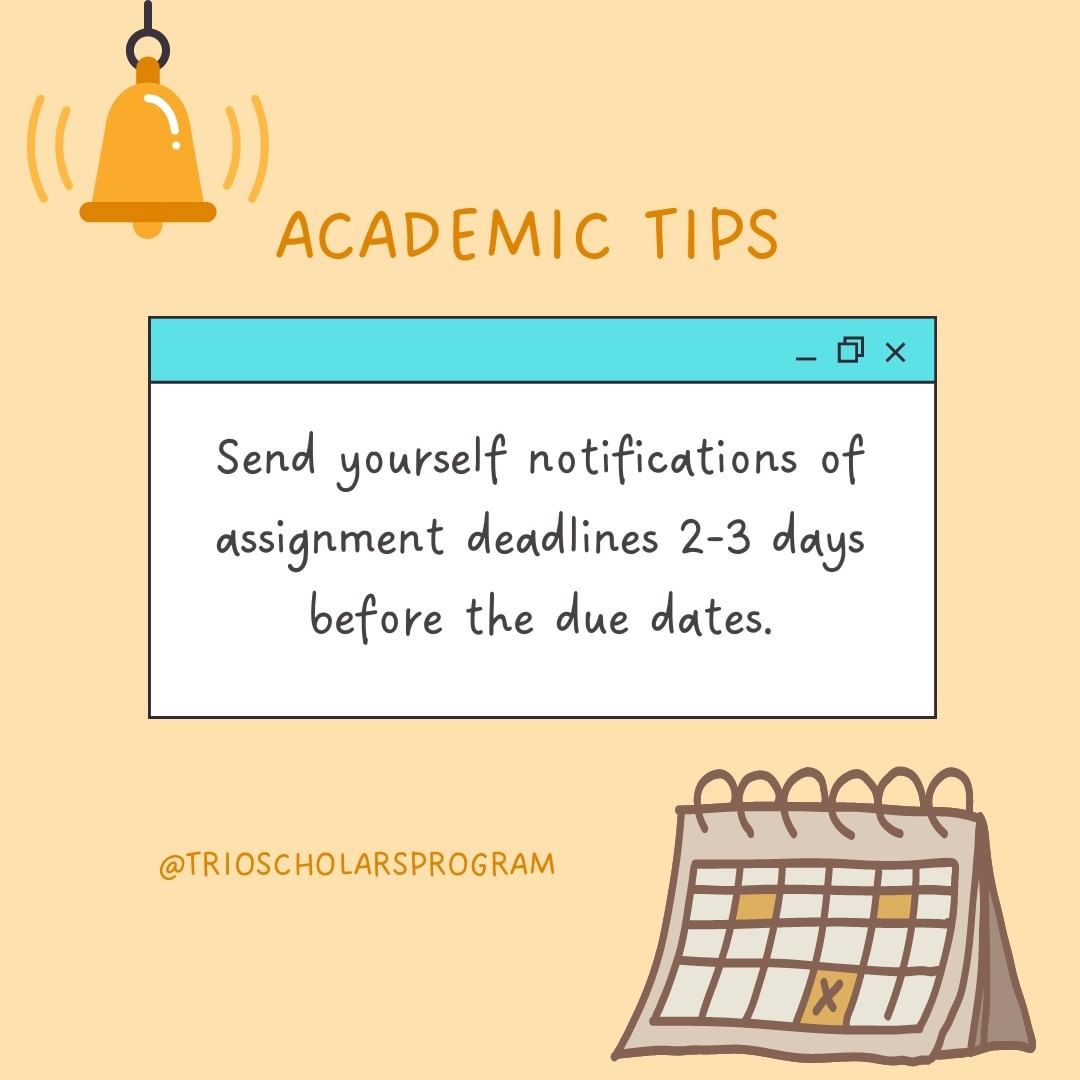 ACADEMIC TIPS
Send yourself notifications of
assignment deadlines 2-3 days
before the due dates.
@TRIOSCHOLARSPROGRAM
X